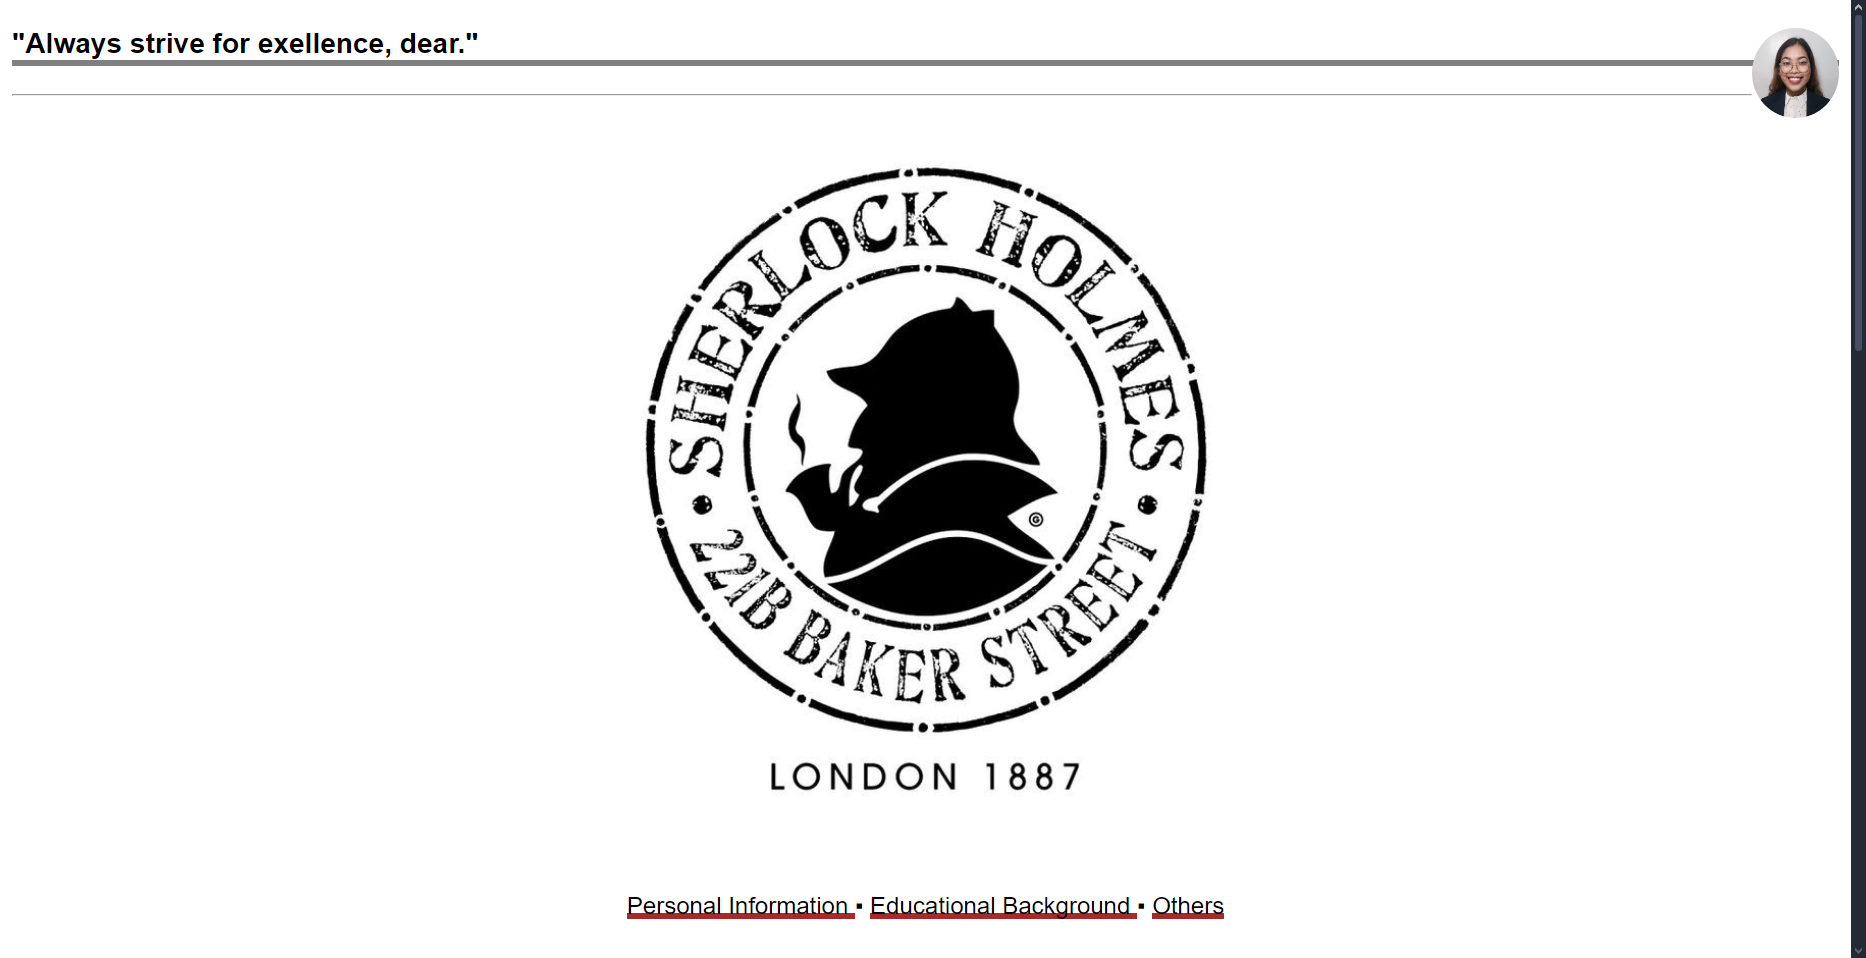 "Always strive for exellence, dear."
SHERLOCK HOLMES
221B BAKER STREET
G
LONDON 1887
Personal Information ▪ Educational Background ▪ Others